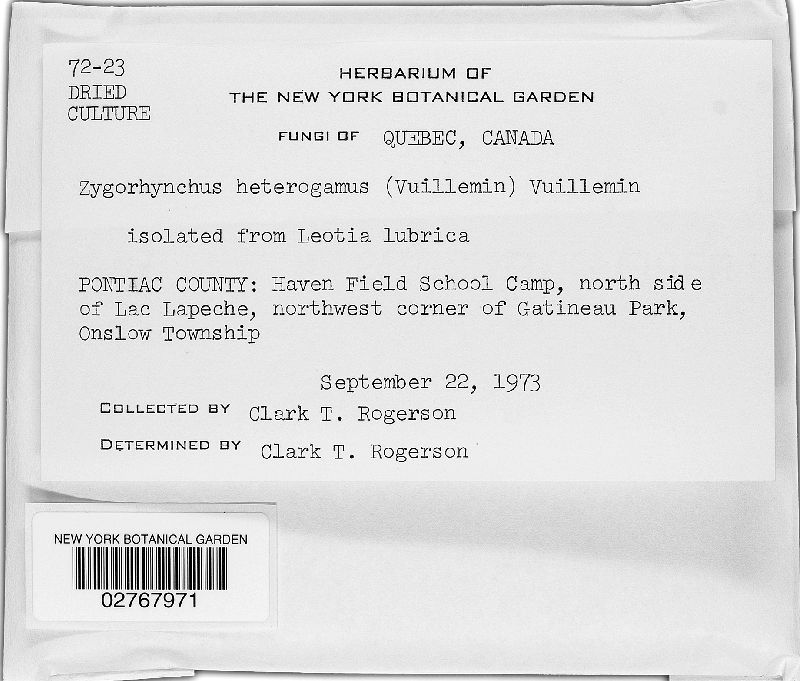 72-23
DRIED
CULTURE
HERBARIUM OF
THE NEW YORK BOTANICAL GARDEN
FUNGI OF QUEBEC, CANADA
Zygorhynchus heterogamus (Vuillemin) Vuillemin
isolated from Leotia lubrica
PONTIAC COUNTY: Haven Field School Camp, north side
of Lac Lapeche, northwest corner of Gatineau Park,
Onslow Township
September 22, 1973
COLLECTED BY Clark T. Rogerson
DETERMINED BY Clark T. Rogerson
NEW YORK BOTANICAL GARDEN
02767971